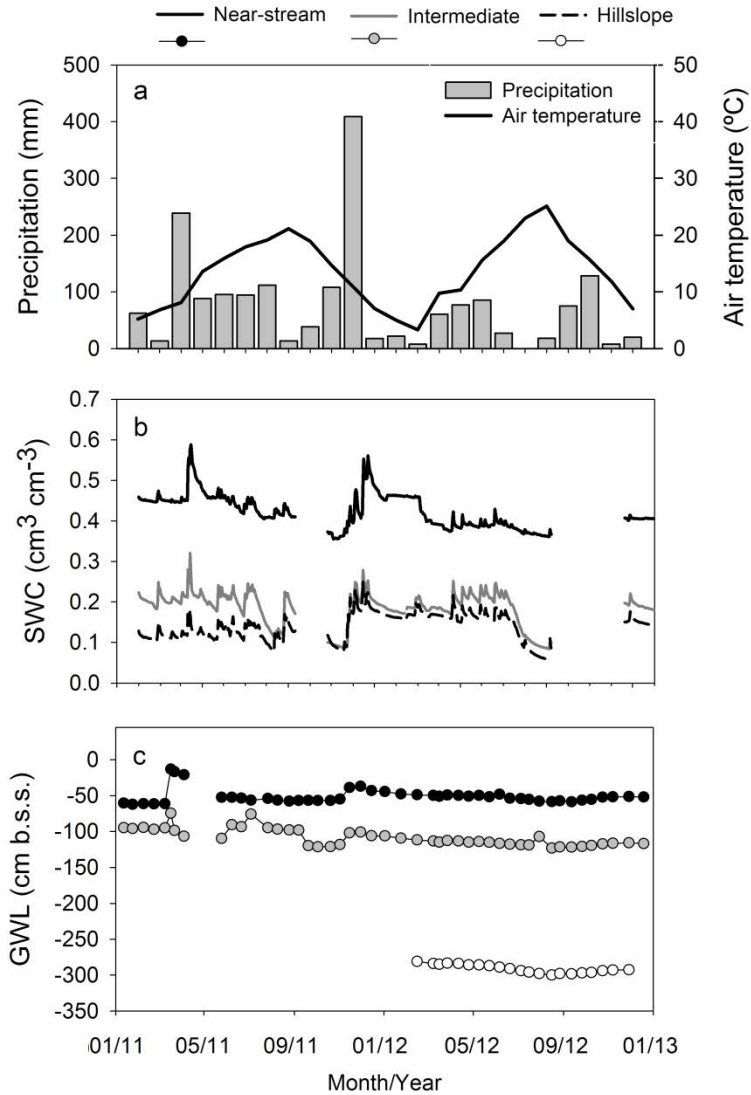 Near-stream Intermediate Hillslope
a
Precipitation
Air temperature
Precipitation (mm)
500
400
300
200
100
0
Air temperature (ºC)
50
40
30
20
10
0
b
SWC (cm³ cm⁻³)
0.7
0.6
0.5
0.4
0.3
0.2
0.1
0.0
c
GWL (cm b.s.s.)
0
-50
-100
-150
-200
-250
-300
-350
01/11 05/11 09/11 01/12 05/12 09/12 01/13
Month/Year